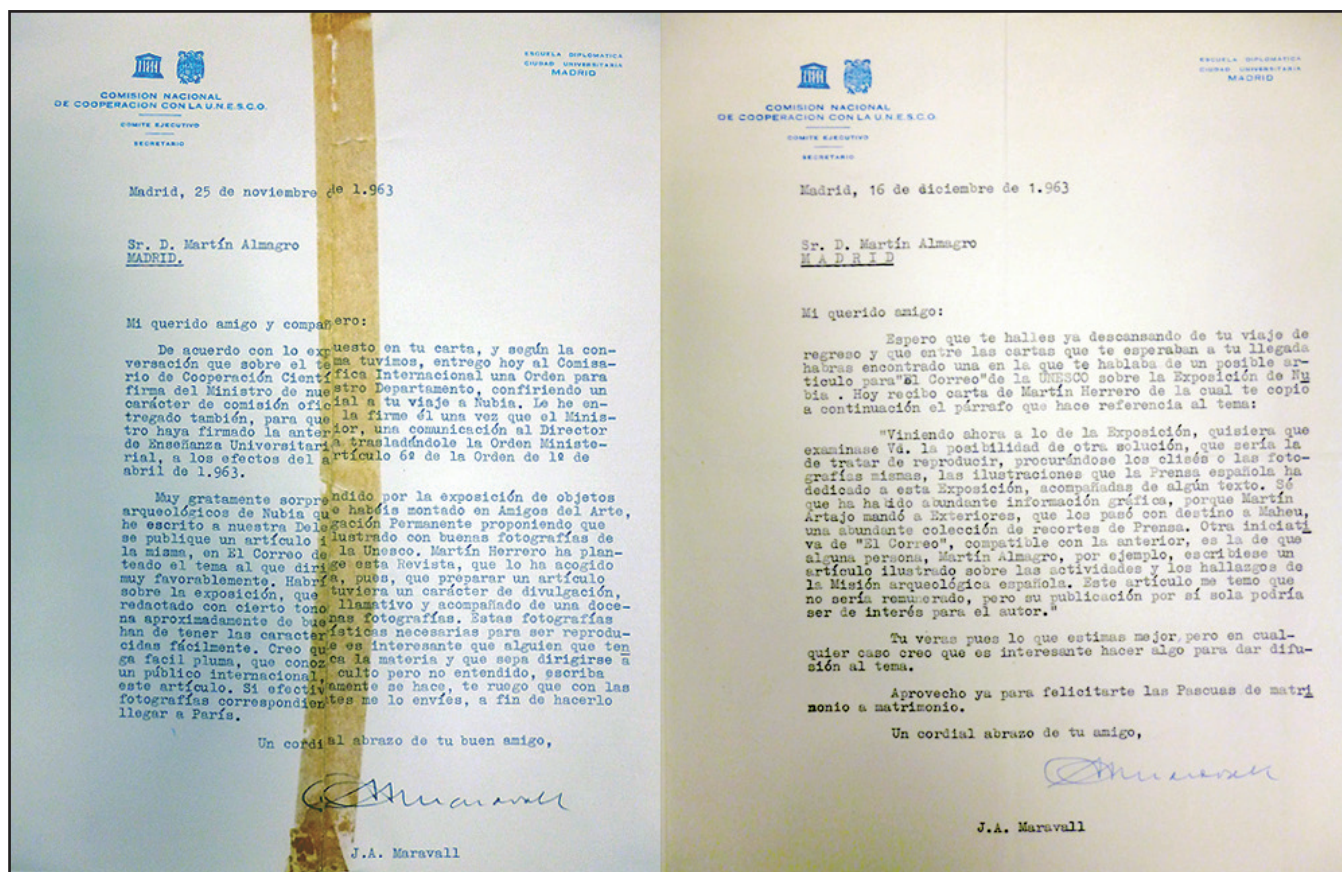 COMISION NACIONAL
DE COOPERACION CON LA U.N.E.S.C.O.
COMITE EJECUTIVO
SECRETARIO
ESCUELA DIPLOMATICA
CIUDAD UNIVERSITARIA
MADRID
Madrid, 25 de noviembre de 1.963
Sr. D. Martín Almagro
MADRID.
Mi querido amigo y compañero:
De acuerdo con lo expuesto en tu carta, y según la con-
versación que sobre el tema tuvimos, entrego hoy al Comisa-
rio de Cooperación Científica Internacional una Orden para
firma del Ministro de nuestro Departamento, confiriendo un
carácter de comisión oficial a tu viaje a Nubia. Le he en-
tregado también, para que la firme él una vez que el Minis-
tro haya firmado la anterior, una comunicación al Director
de Enseñanza Universitaria trasladándole la Orden Ministe-
rial, a los efectos del artículo 6º de la Orden de 1º de
abril de 1.963.
Muy gratamente sorprendido por la exposición de objetos
arqueológicos de Nubia que habéis montado en Amigos del Arte,
he escrito a nuestra Delegación Permanente proponiendo que
se publique un artículo ilustrado con buenas fotografías de
la misma, en El Correo de la Unesco. Martín Herrero ha plan-
teado el tema al que dirige esta Revista, que lo ha acogido
muy favorablemente. Habría, pues, que preparar un artículo
sobre la exposición, que tuviera un carácter de divulgación,
redactado con cierto tono llamativo y acompañado de una doce-
na aproximadamente de buenas fotografías. Estas fotografías
han de tener las características necesarias para ser reprodu-
cidas fácilmente. Creo que es interesante que alguien que ten
ga facil pluma, que conozca la materia y que sepa dirigirse a
un público internacional, culto pero no entendido, escriba
este artículo. Si efectivamente se hace, te ruego que con las
fotografías correspondientes me lo envíes, a fin de hacerlo
llegar a París.
Un cordial abrazo de tu buen amigo,
J.A. Maravall
COMISION NACIONAL
DE COOPERACION CON LA U.N.E.S.C.O.
COMITE EJECUTIVO
SECRETARIO
ESCUELA DIPLOMATICA
CIUDAD UNIVERSITARIA
MADRID
Madrid, 16 de diciembre de 1.963
Sr. D. Martín Almagro
MADRID
Mi querido amigo:
Espero que te halles ya descansando de tu viaje de
regreso y que entre las cartas que te esperaban a tu llegada
habras encontrado una en la que te hablaba de un posible ar-
tículo para"El Correo"de la UNESCO sobre la Exposición de Nu
bia . Hoy recibo carta de Martín Herrero de la cual te copio
a continuación el párrafo que hace referencia al tema:
"Viniendo ahora a lo de la Exposición, quisiera que
examinase Vd. la posibilidad de otra solución, que sería la
de tratar de reproducir, procurándose los clisés o las foto-
grafías mismas, las ilustraciones que la Prensa española ha
dedicado a esta Exposición, acompañadas de algún texto. Sé
que ha habido abundante información gráfica, porque Martín
Artajo mandó a Exteriores, que los pasó con destino a Maheu,
una abundante colección de recortes de Prensa. Otra iniciati
va de "El Correo", compatible con la anterior, es la de que
alguna persona, Martín Almagro, por ejemplo, escribiese un
artículo ilustrado sobre las actividades y los hallazgos de
la Misión arqueológica española. Este artículo me temo que
no sería remunerado, pero su publicación por sí sola podría
ser de interés para el autor."
Tu veras pues lo que estimas mejor,pero en cual-
quier caso creo que es interesante hacer algo para dar difu-
sión al tema.
Aprovecho ya para felicitarte las Pascuas de matri
monio a matrimonio.
Un cordial abrazo de tu amigo,
J.A. Maravall